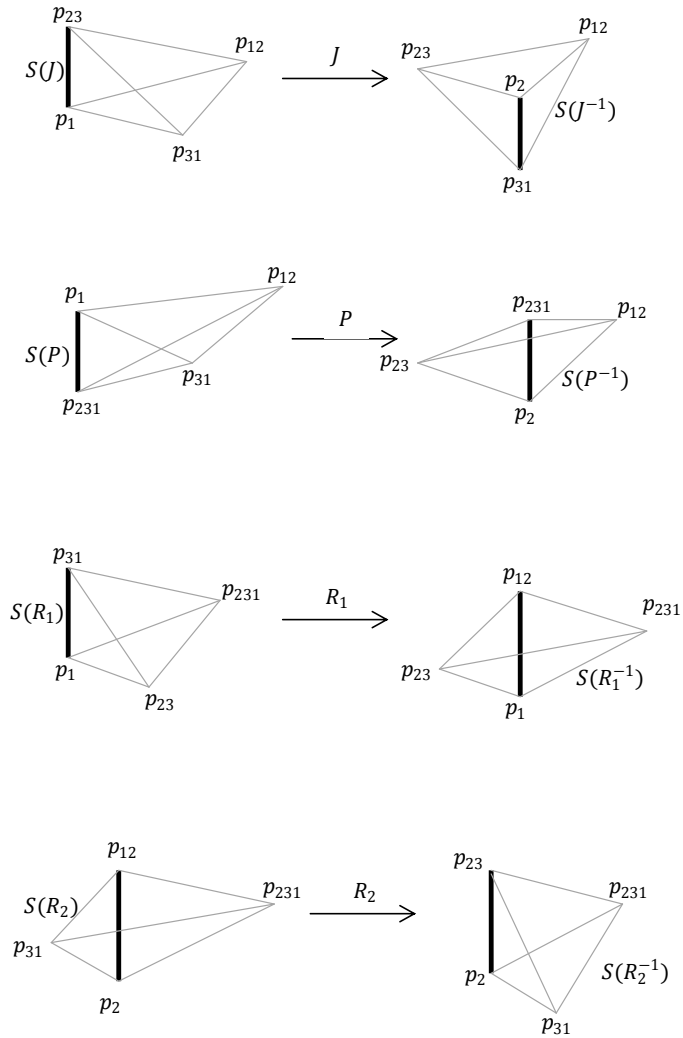 p₂₃
p₁₂
S(J)
p₁
p₃₁
J
p₁₂
p₂₃
p₂
S(J⁻¹)
p₃₁
p₁₂
p₁
S(P)
p₃₁
p₂₃₁
P
p₂₃₁
p₁₂
p₂₃
S(P⁻¹)
p₂
p₃₁
p₂₃₁
S(R₁)
p₁
p₂₃
R₁
p₁₂
p₂₃₁
p₂₃
S(R₁⁻¹)
p₁
p₁₂
S(R₂)
p₂₃₁
p₃₁
p₂
R₂
p₂₃
p₂₃₁
p₂
S(R₂⁻¹)
p₃₁